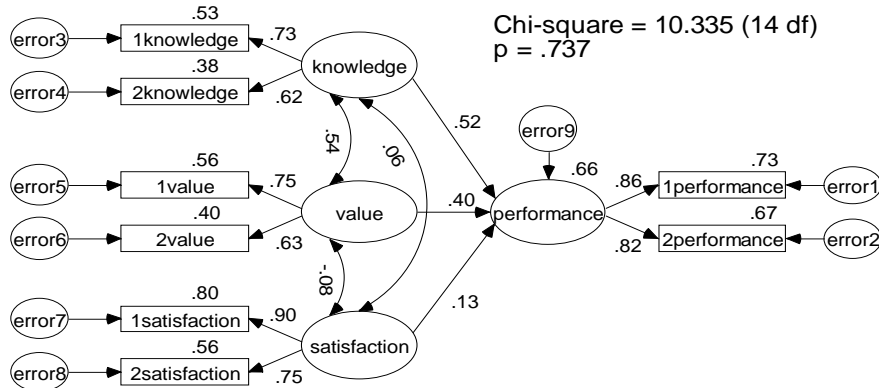 Chi-square = 10.335 (14 df)
p = .737
.53
error3
1knowledge
.73
.38
error4
2knowledge
.62
knowledge
.54
.06
.52
error9
.56
error5
1value
.75
.40
error6
2value
.63
value
.40
.66
performance
.86
.73
1performance
error1
.82
.67
2performance
error2
-.08
.80
error7
1satisfaction
.90
.56
error8
2satisfaction
.75
satisfaction
.13